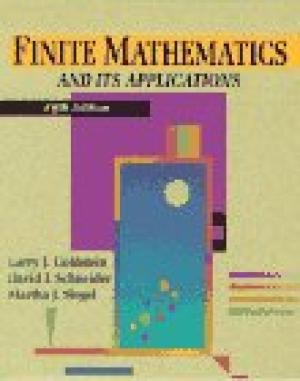 FINITE MATHEMATICS
AND ITS APPLICATIONS
Fifth Edition
Larry J. Goldstein
David I. Schneider
Martha J. Siegel